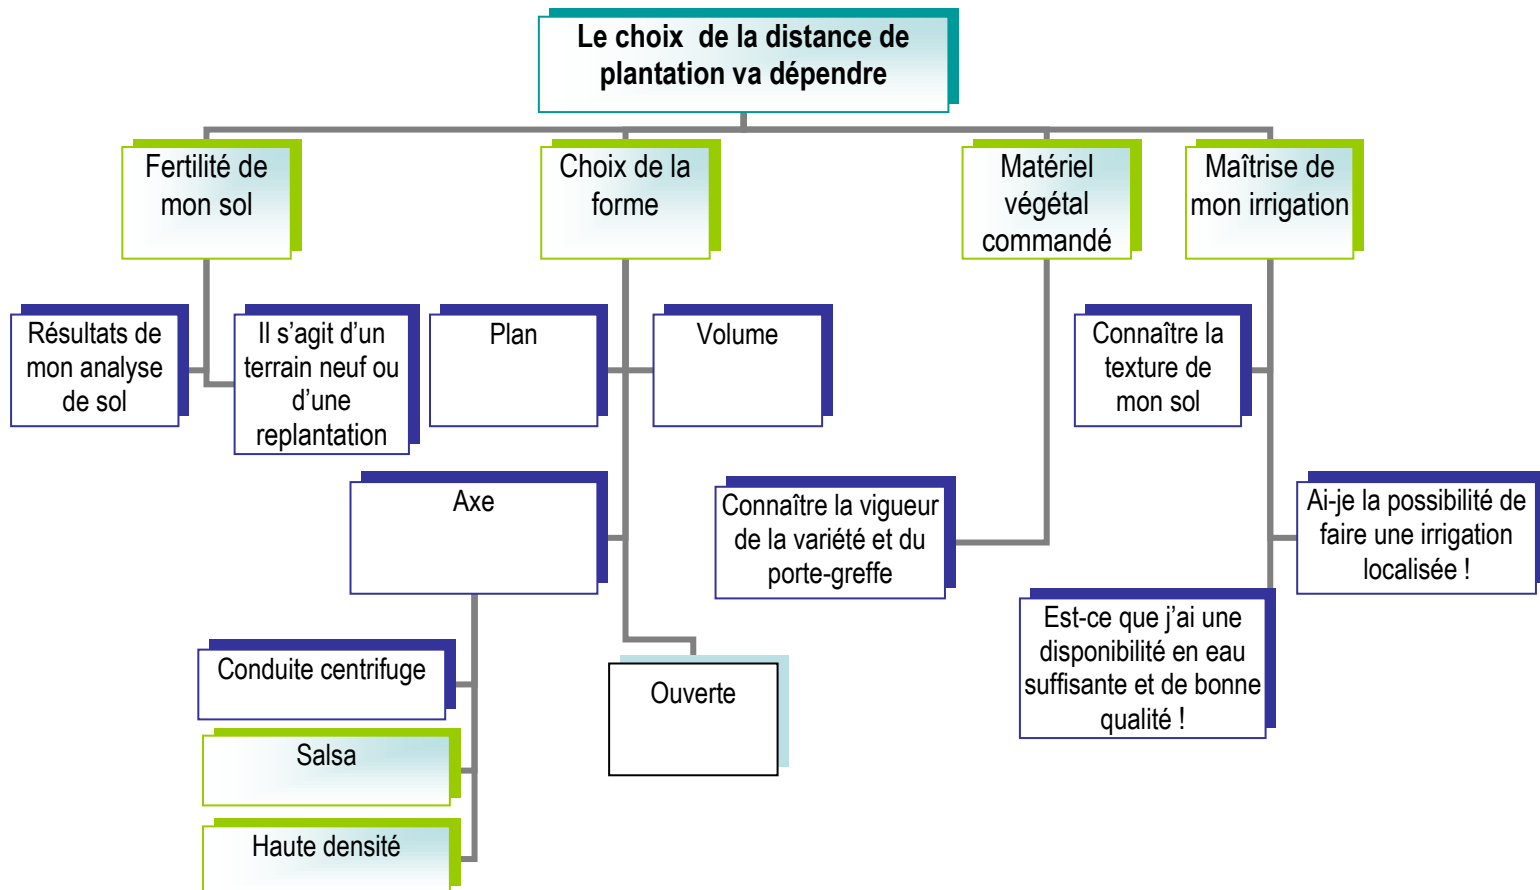 Le choix de la distance de
plantation va dépendre
Fertilité de
mon sol
Choix de la
forme
Matériel
végétal
commandé
Maîtrise de
mon irrigation
Résultats de
mon analyse
de sol
Il s’agit d’un
terrain neuf ou
d’une
replantation
Plan
Volume
Connaître la
texture de
mon sol
Axe
Connaître la vigueur
de la variété et du
porte-greffe
Ai-je la possibilité de
faire une irrigation
localisée !
Est-ce que j’ai une
disponibilité en eau
suffisante et de bonne
qualité !
Conduite centrifuge
Ouverte
Salsa
Haute densité